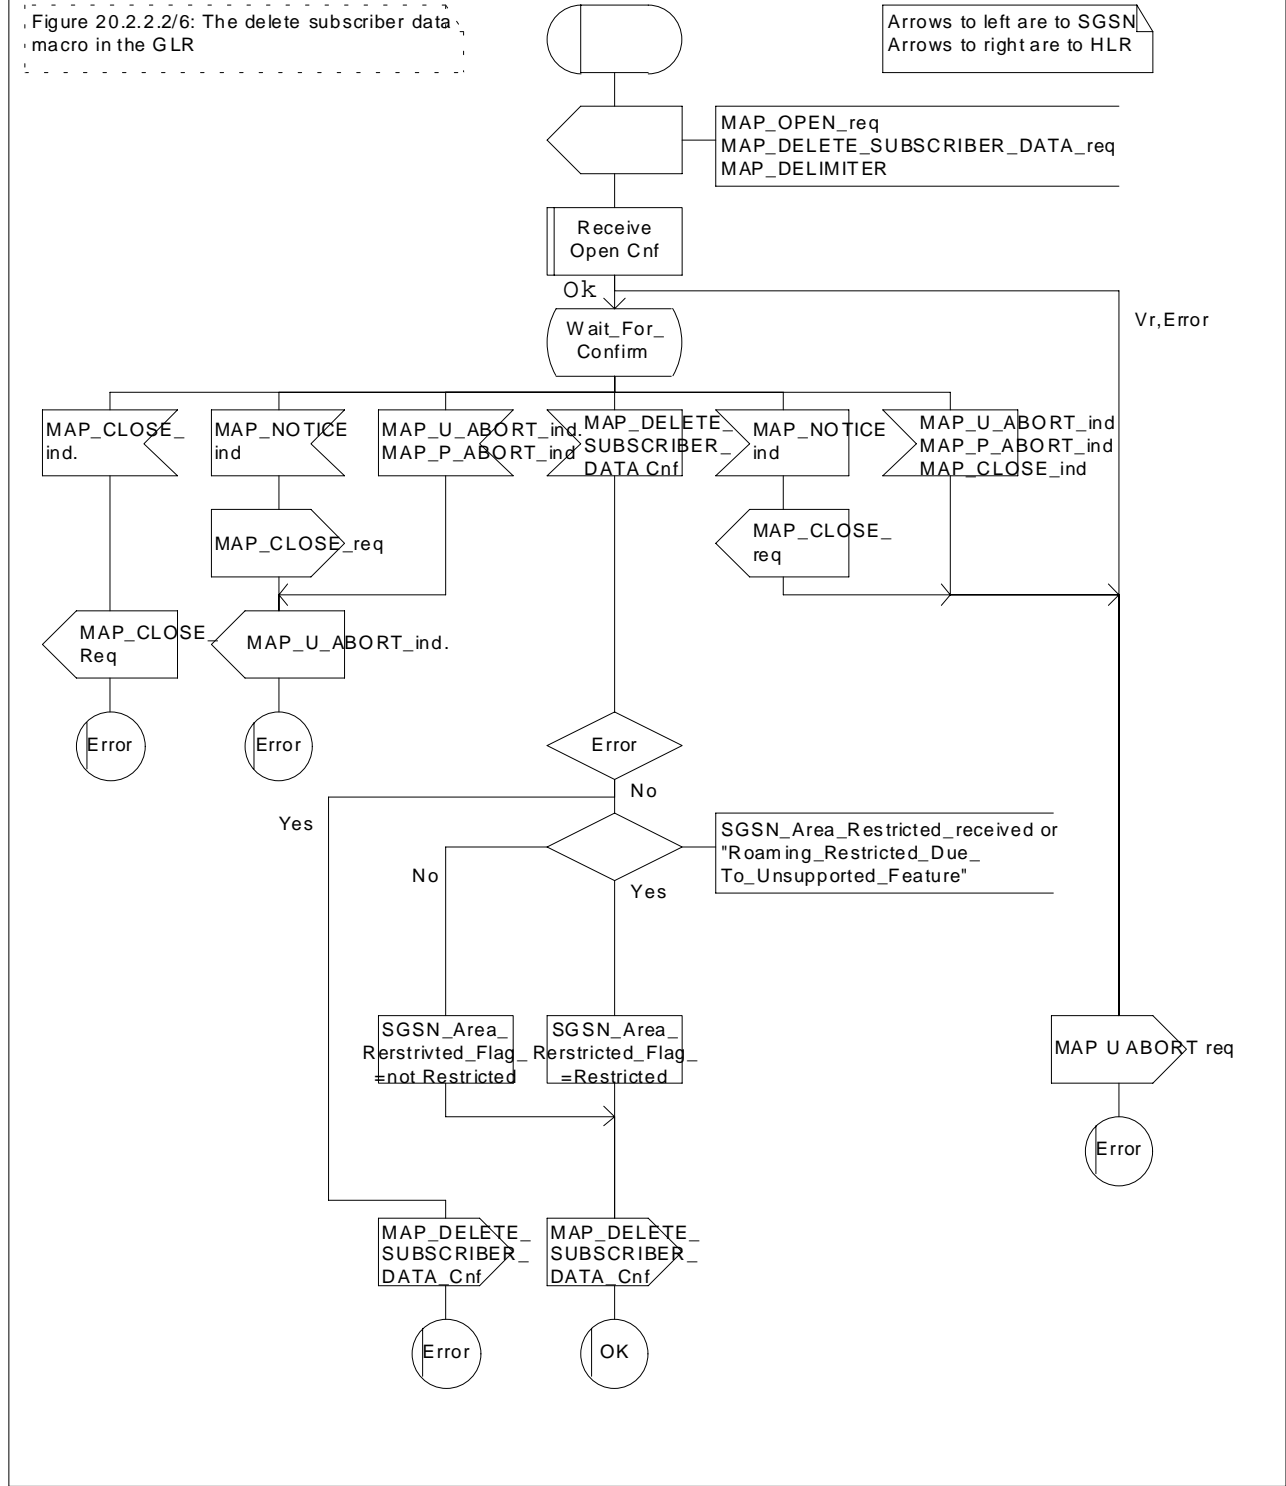 Figure 20.2.2.2/6: The delete subscriber data
macro in the GLR
Arrows to left are to SGSN
Arrows to right are to HLR
MAP_OPEN_req
MAP_DELETE_SUBSCRIBER_DATA_req
MAP_DELIMITER
Receive
Open Cnf
Ok
Vr,Error
Wait_For_
Confirm
MAP_CLOSE_
ind.
MAP_NOTICE
ind
MAP_U_ABORT_ind.
MAP_P_ABORT_ind
MAP_DELETE_
SUBSCRIBER_
DATA Cnf
MAP_NOTICE
ind
MAP_U_ABORT_ind
MAP_P_ABORT_ind
MAP_CLOSE_ind
MAP_CLOSE_req
MAP_CLOSE_
req
MAP_CLOSE_
Req
MAP_U_ABORT_ind.
Error
Error
Error
No
Yes
SGSN_Area_Restricted_received or
"Roaming_Restricted_Due_
To_Unsupported_Feature"
No
Yes
SGSN_Area_
Rerstrivted_Flag_
=not Restricted
SGSN_Area_
Rerstricted_Flag_
=Restricted
MAP U ABORT req
Error
MAP_DELETE_
SUBSCRIBER_
DATA_Cnf
MAP_DELETE_
SUBSCRIBER_
DATA_Cnf
Error
OK